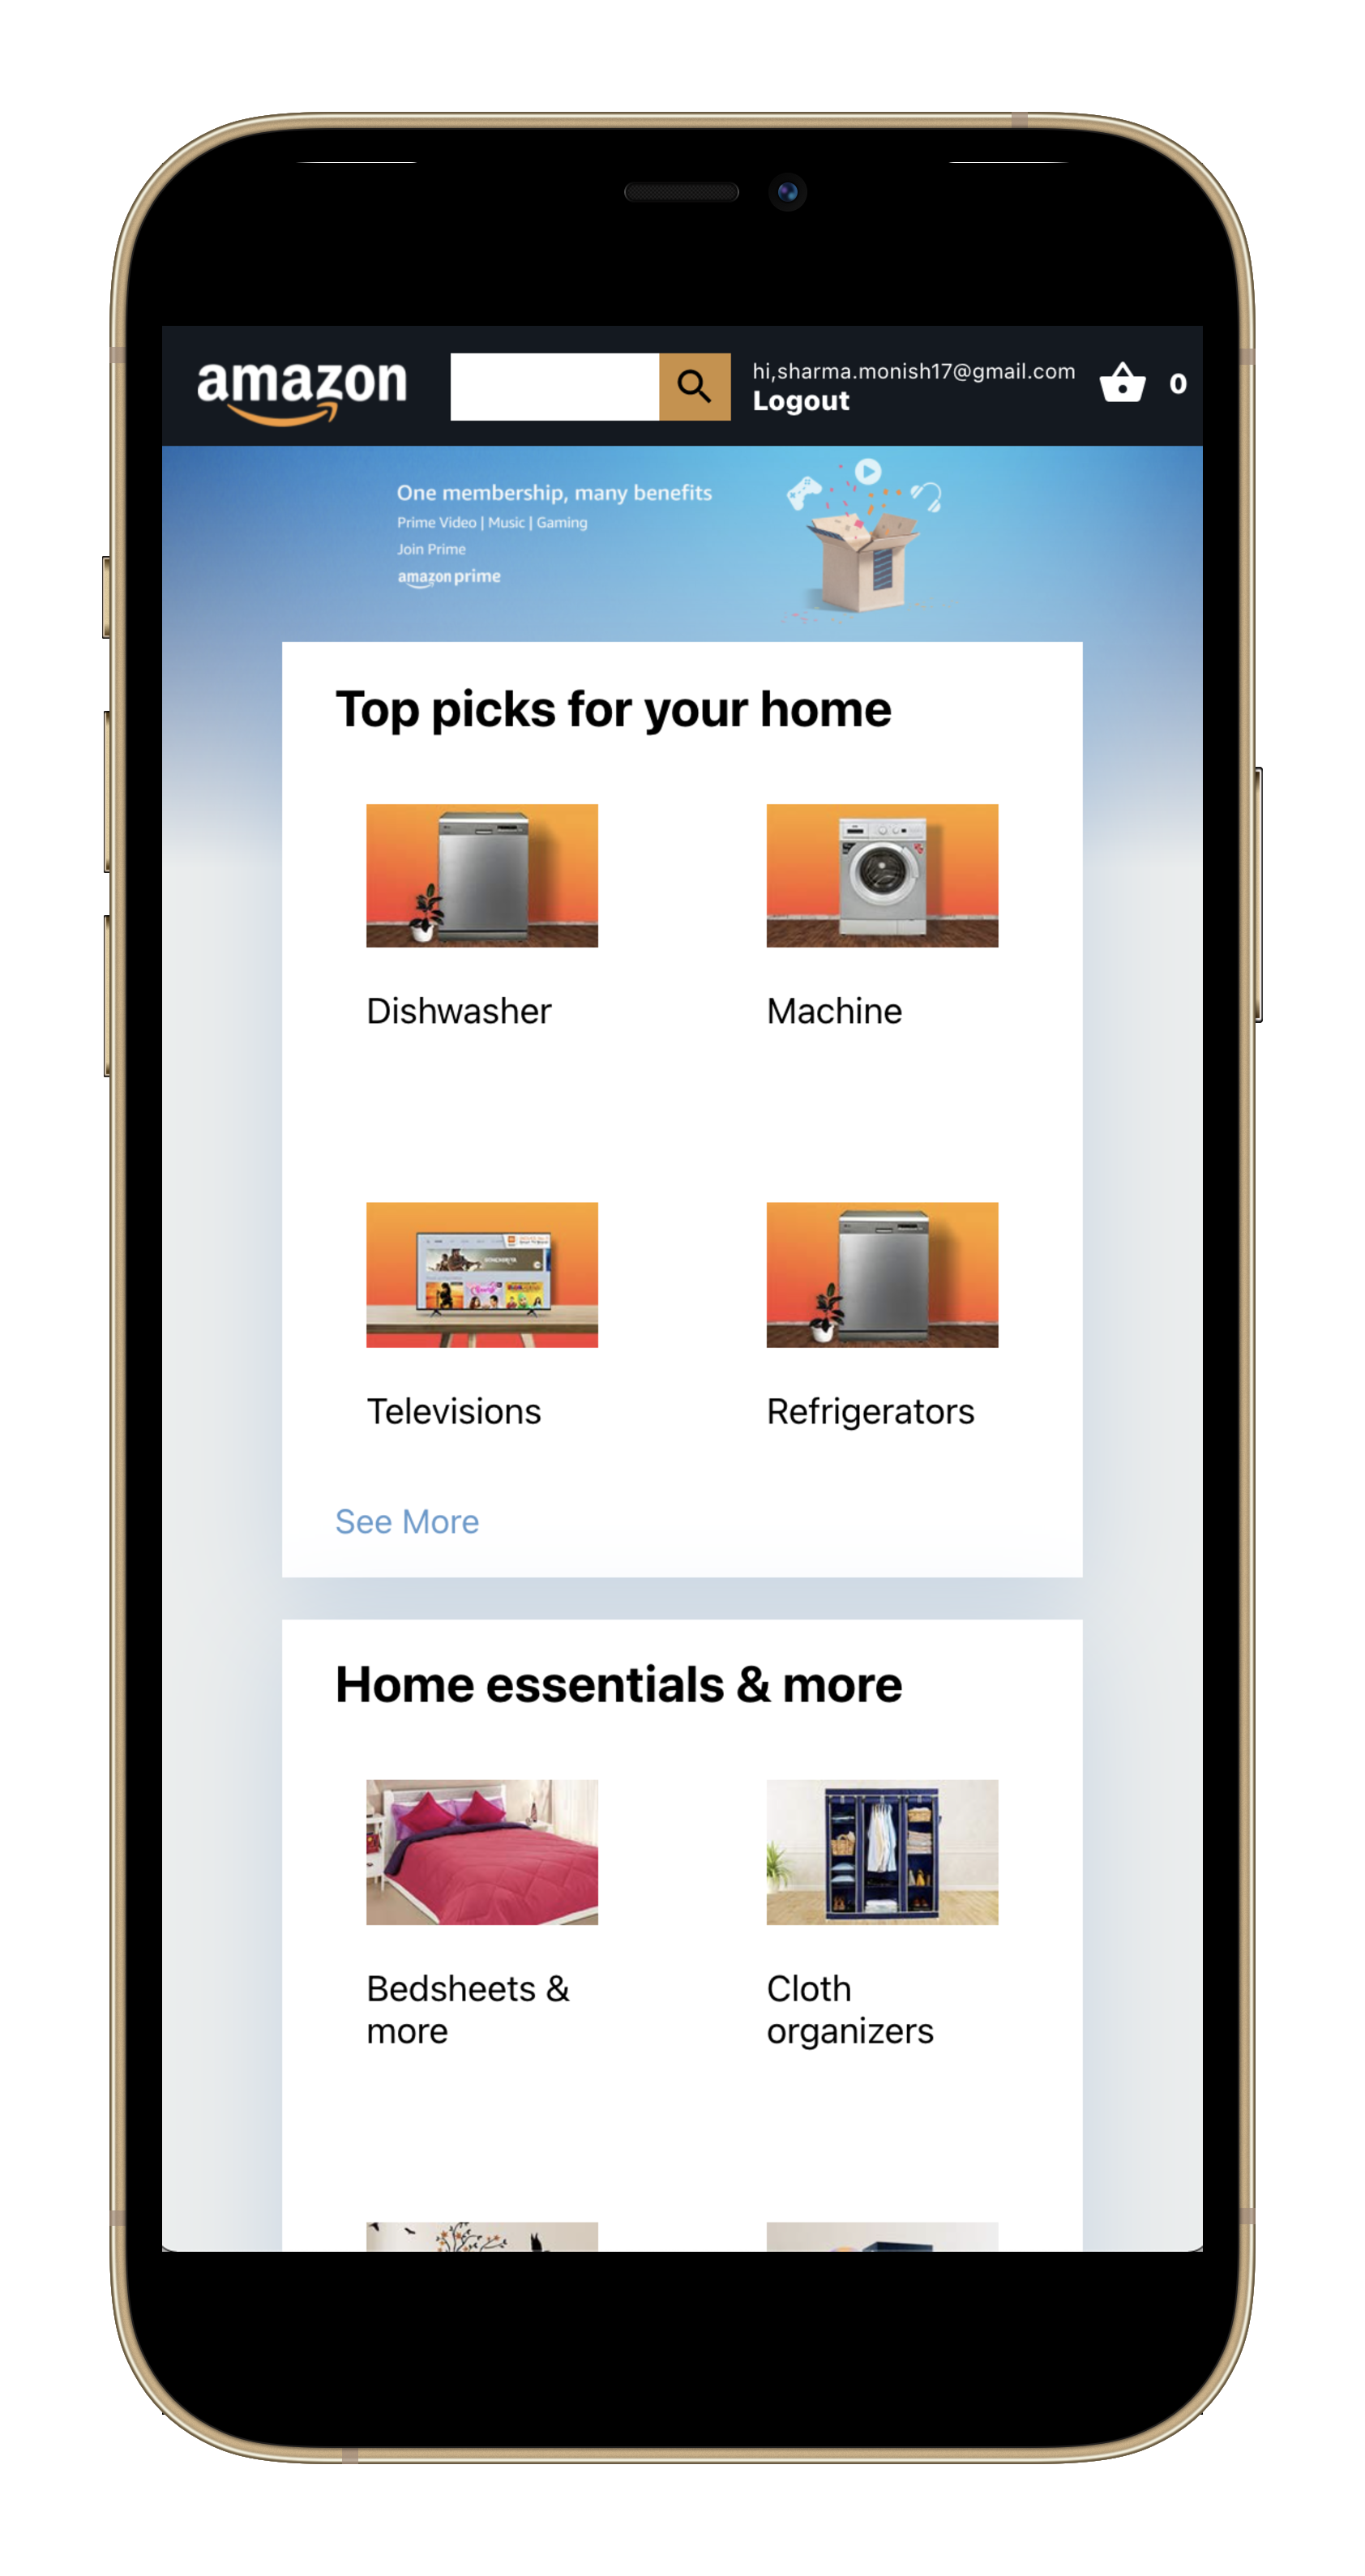 amazon
hi,sharma.monish17@gmail.com
Logout
0
One membership, many benefits
Prime Video | Music | Gaming
Join Prime
amazon prime
Top picks for your home
Dishwasher
Machine
Televisions
Refrigerators
See More
Home essentials & more
Bedsheets &
more
Cloth
organizers